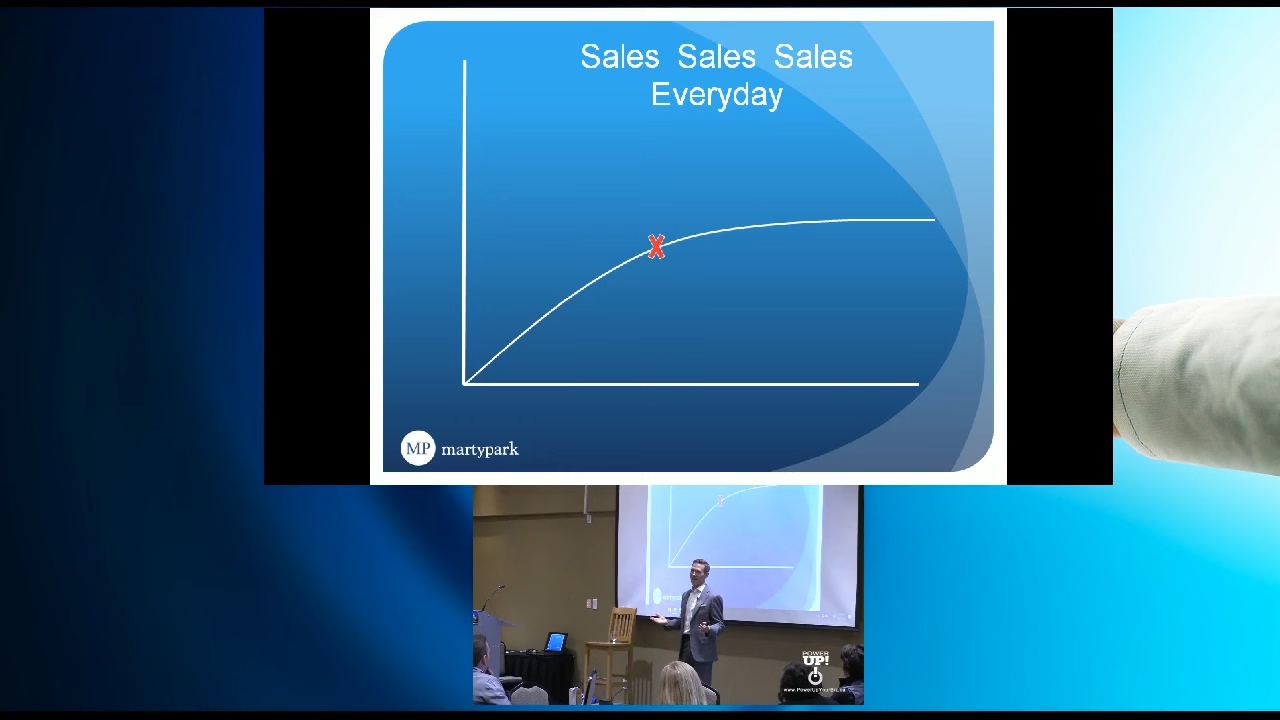 Sales Sales Sales
Everyday
X
MP martypark
POWER
UP!